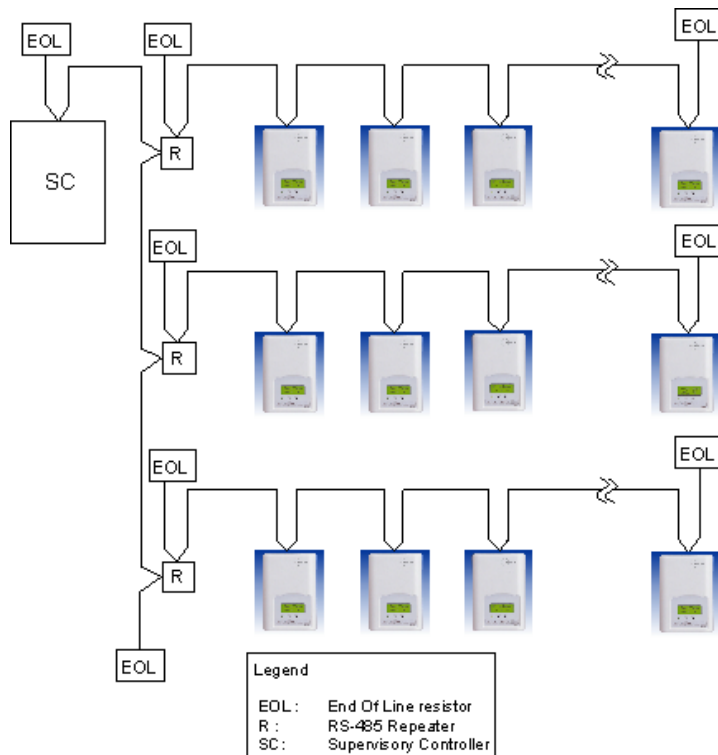 EOL
EOL
EOL
SC
R
EOL
EOL
R
EOL
EOL
R
EOL
Legend
EOL : End Of Line resistor
R : RS-485 Repeater
SC: Supervisory Controller